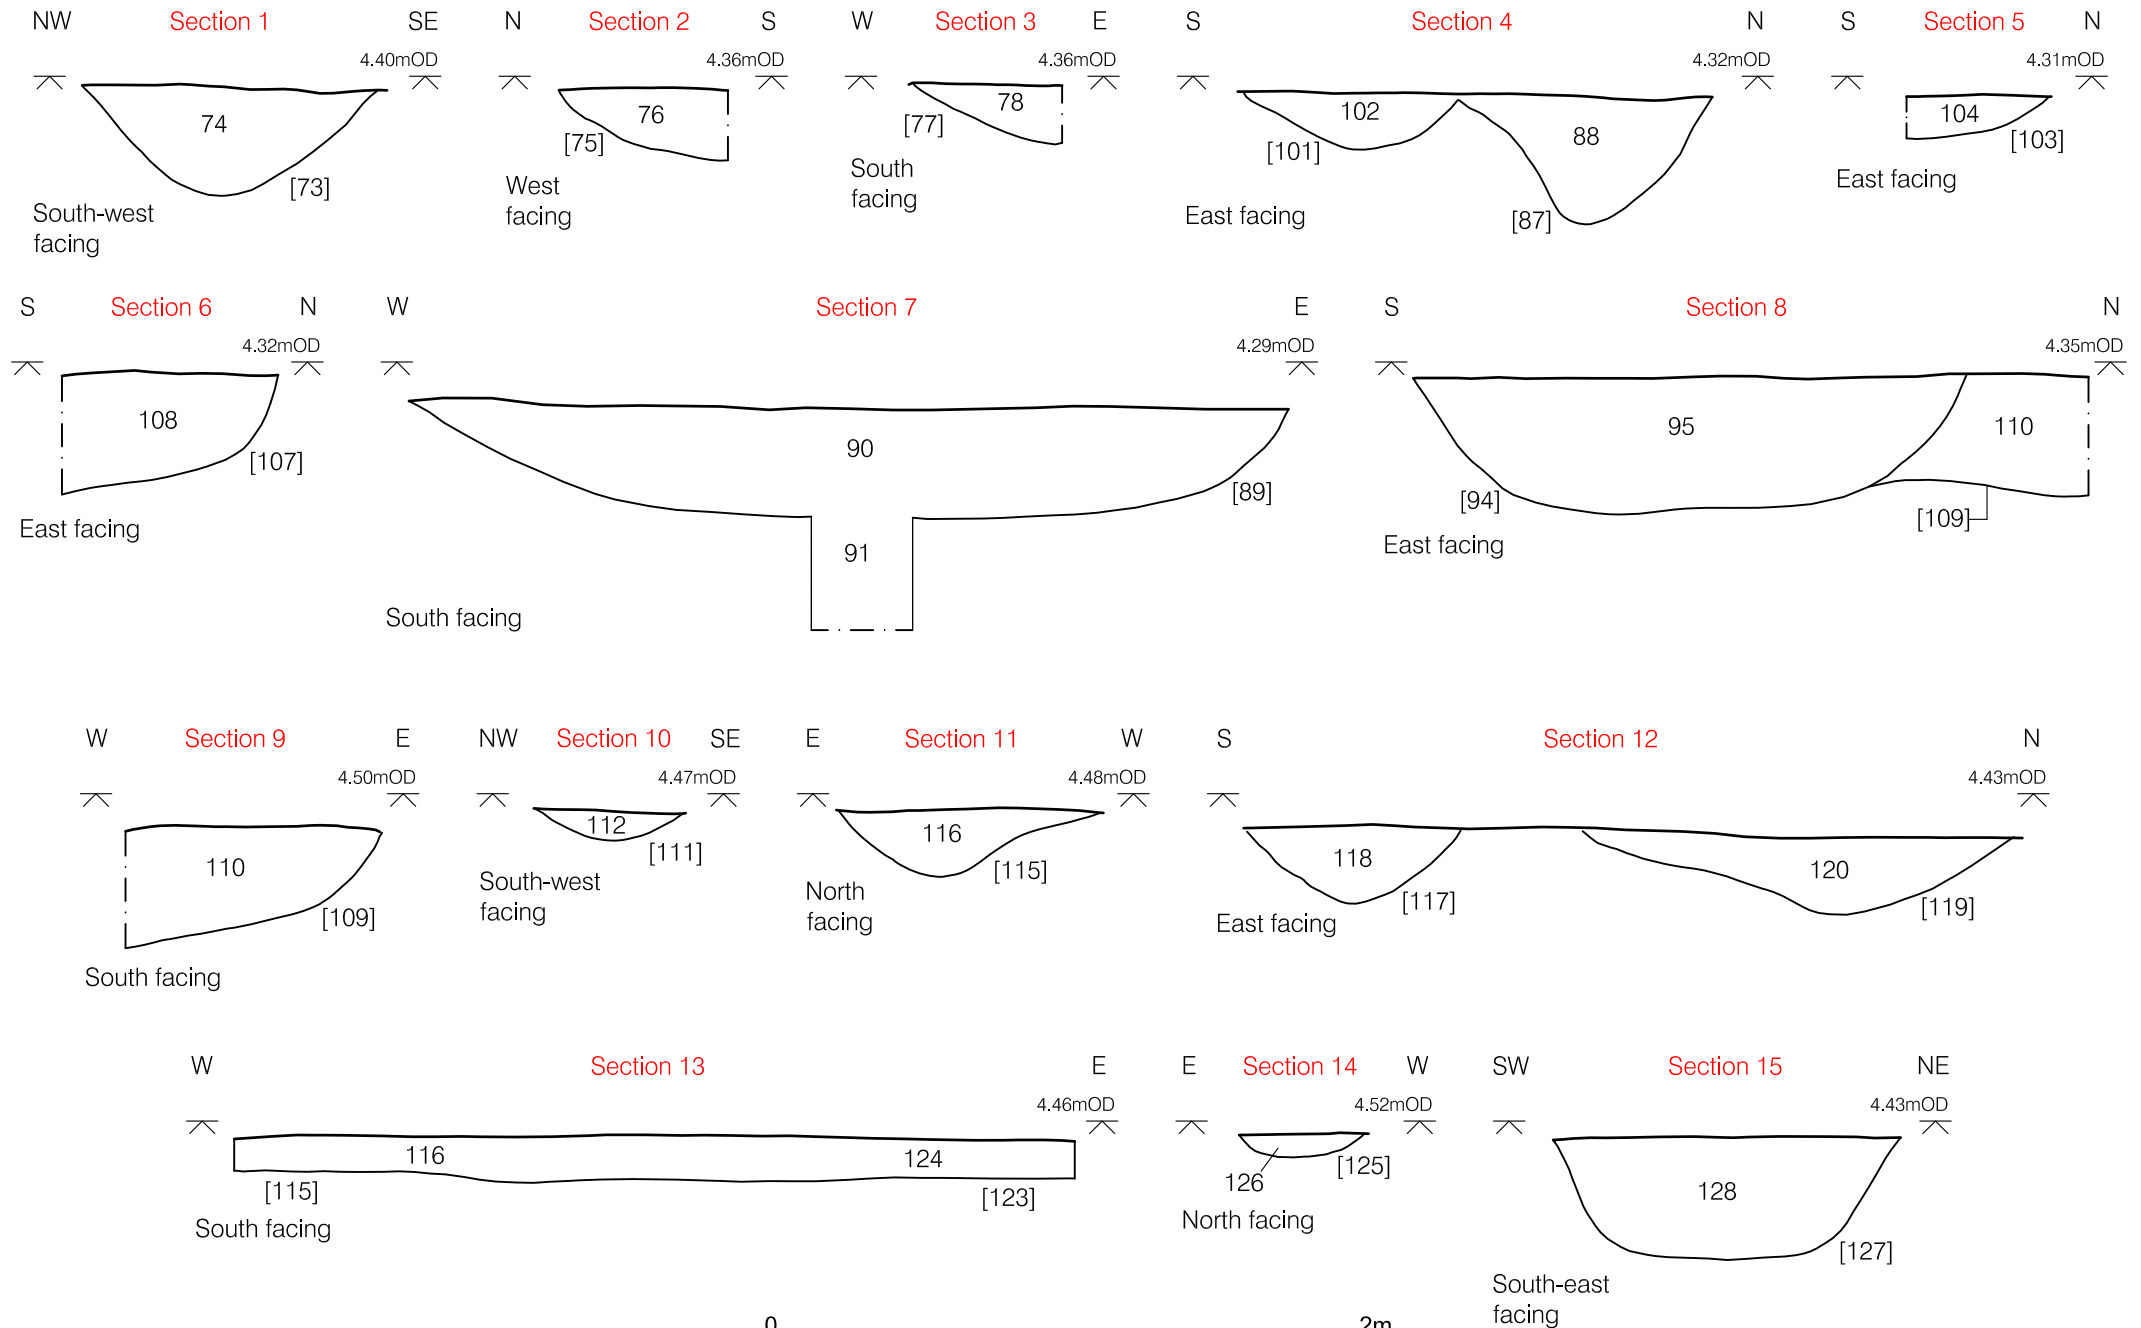 NW Section 1 SE
4.40mOD
74
[73]
South-west
facing
N Section 2 S
4.36mOD
76
[75]
West
facing
W Section 3 E
4.36mOD
78
[77]
South
facing
S Section 4 N
4.32mOD
102
88
[101]
[87]
East facing
S Section 5 N
4.31mOD
104
[103]
East facing
S Section 6 N
4.32mOD
108
[107]
East facing
W Section 7 E
4.29mOD
90
[89]
91
South facing
S Section 8 N
4.35mOD
95
110
[94]
[109]
East facing
W Section 9 E
4.50mOD
110
[109]
South facing
NW Section 10 SE
4.47mOD
112
[111]
South-west
facing
E Section 11 W
4.48mOD
116
[115]
North
facing
S Section 12 N
4.43mOD
118
120
[117]
[119]
East facing
W Section 13 E
4.46mOD
116
124
[115]
[123]
South facing
E Section 14 W
4.52mOD
126
[125]
North facing
SW Section 15 NE
4.43mOD
128
[127]
South-east
facing
0 2m